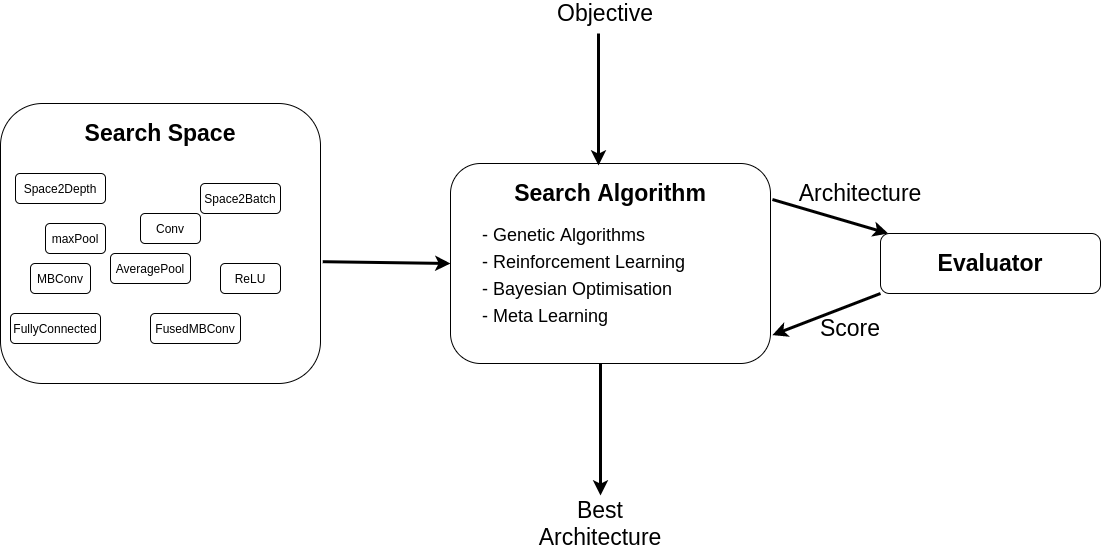 Objective
Search Space
Space2Depth
Space2Batch
Conv
maxPool
AveragePool
MBConv
ReLU
FullyConnected
FusedMBConv
Search Algorithm
- Genetic Algorithms
- Reinforcement Learning
- Bayesian Optimisation
- Meta Learning
Architecture
Evaluator
Score
Best
Architecture